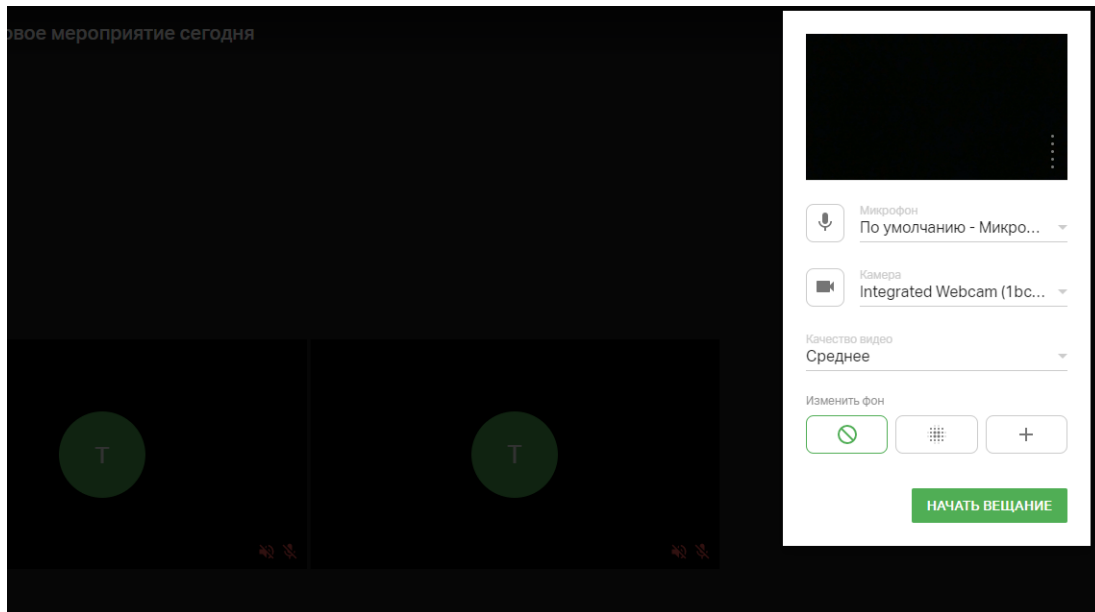 овое мероприятие сегодня
Микрофон
По умолчанию - Микро...
Камера
Integrated Webcam (1bc...
Качество видео
Среднее
Изменить фон
НАЧАТЬ ВЕЩАНИЕ
T
T